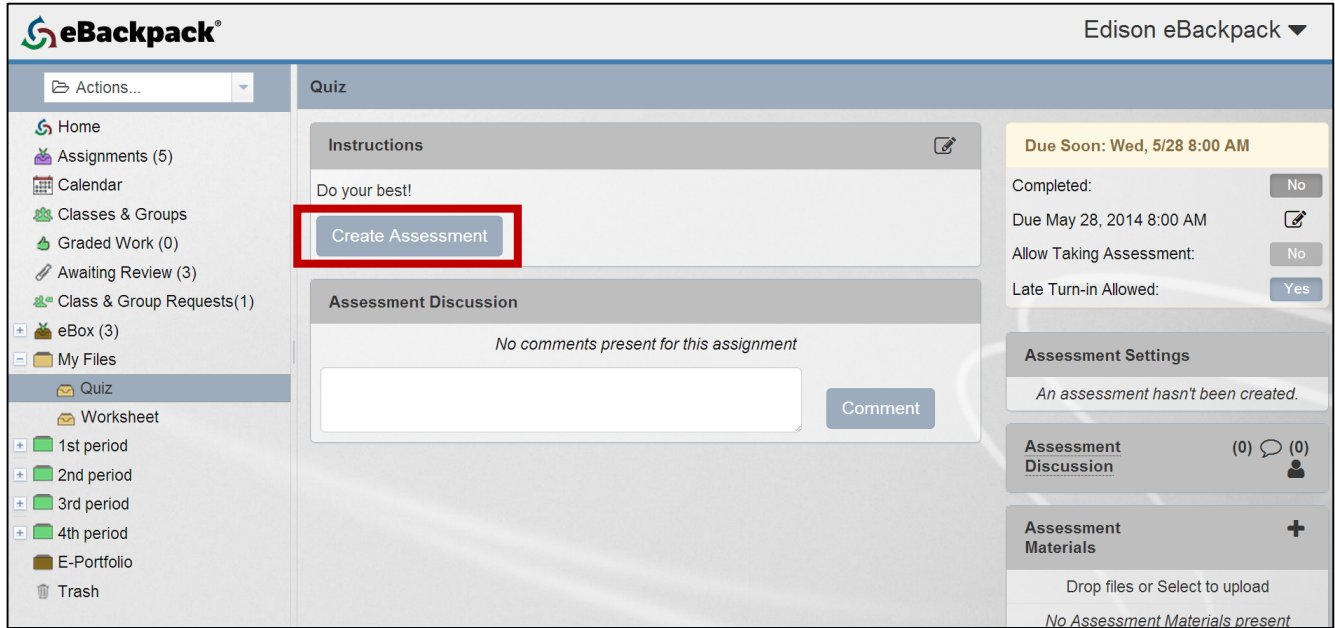 eBackpack®
Edison eBackpack
Actions...
Home
Assignments (5)
Calendar
Classes & Groups
Graded Work (0)
Awaiting Review (3)
Class & Group Requests(1)
eBox (3)
My Files
Quiz
Worksheet
1st period
2nd period
3rd period
4th period
E-Portfolio
Trash
Quiz
Instructions
Do your best!
Create Assessment
Assessment Discussion
No comments present for this assignment
Comment
Due Soon: Wed, 5/28 8:00 AM
Completed: No
Due May 28, 2014 8:00 AM
Allow Taking Assessment: No
Late Turn-in Allowed: Yes
Assessment Settings
An assessment hasn't been created.
Assessment (0) (0)
Discussion
Assessment
Materials
Drop files or Select to upload
No Assessment Materials present